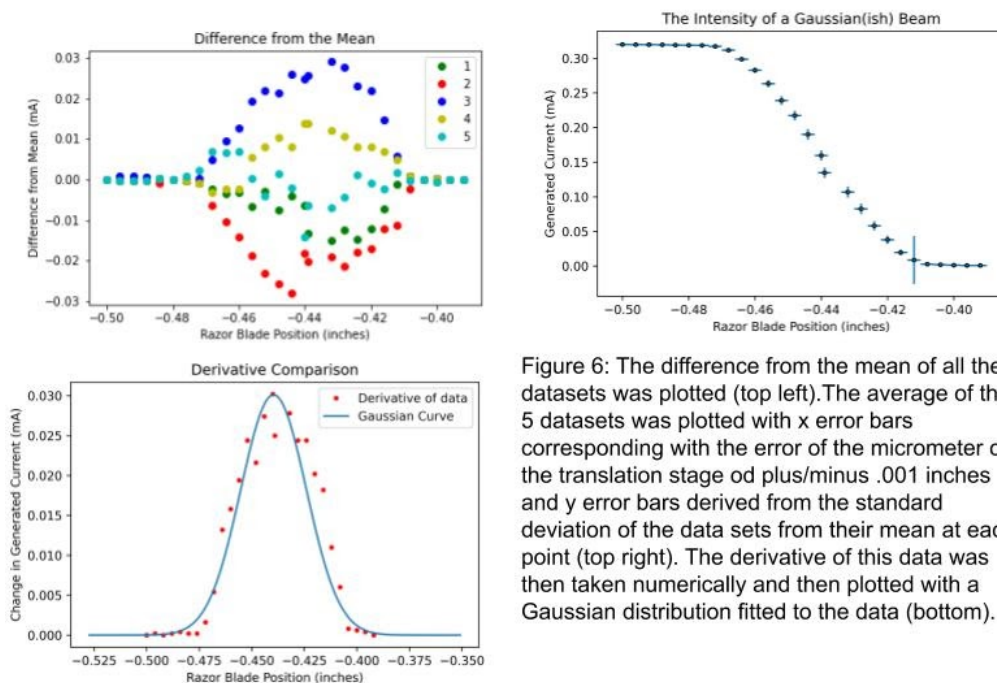 Difference from the Mean
Difference from Mean (mA)
0.03
0.02
0.01
0.00
−0.01
−0.02
−0.03
1
2
3
4
5
−0.50
−0.48
−0.46
−0.44
−0.42
−0.40
Razor Blade Position (inches)
The Intensity of a Gaussian(ish) Beam
Generated Current (mA)
0.30
0.25
0.20
0.15
0.10
0.05
0.00
−0.50
−0.48
−0.46
−0.44
−0.42
−0.40
Razor Blade Position (inches)
Derivative Comparison
Change in Generated Current (mA)
0.030
0.025
0.020
0.015
0.010
0.005
0.000
Derivative of data
Gaussian Curve
−0.525
−0.500
−0.475
−0.450
−0.425
−0.400
−0.375
−0.350
Razor Blade Position (inches)
Figure 6: The difference from the mean of all the
datasets was plotted (top left).The average of
5 datasets was plotted with x error bars
corresponding with the error of the micrometer
the translation stage od plus/minus .001 inches
and y error bars derived from the standard
deviation of the data sets from their mean at
point (top right). The derivative of this data was
then taken numerically and then plotted with a
Gaussian distribution fitted to the data (bottom).